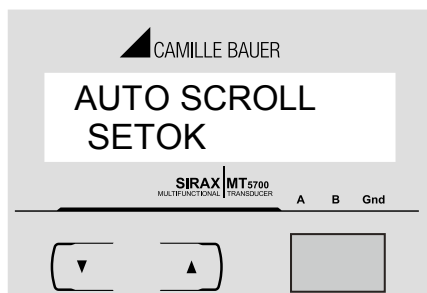 CAMILLE BAUER
AUTO SCROLL
SETOK
SIRAX MT5700
MULTIFUNCTIONAL TRANSDUCER
A B Gnd